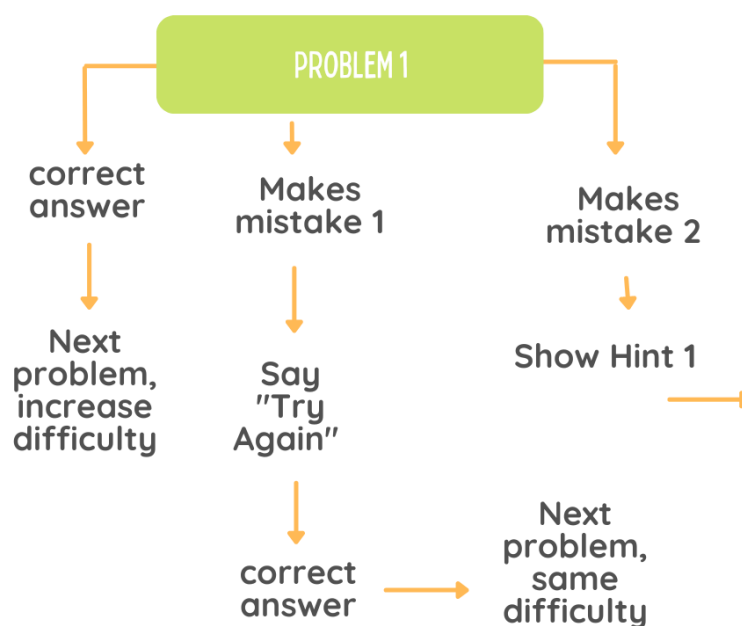 PROBLEM 1
correct
answer
Makes
mistake 1
Makes
mistake 2
Next
problem,
increase
difficulty
Say
"Try
Again"
Show Hint 1
correct
answer
Next
problem,
same
difficulty